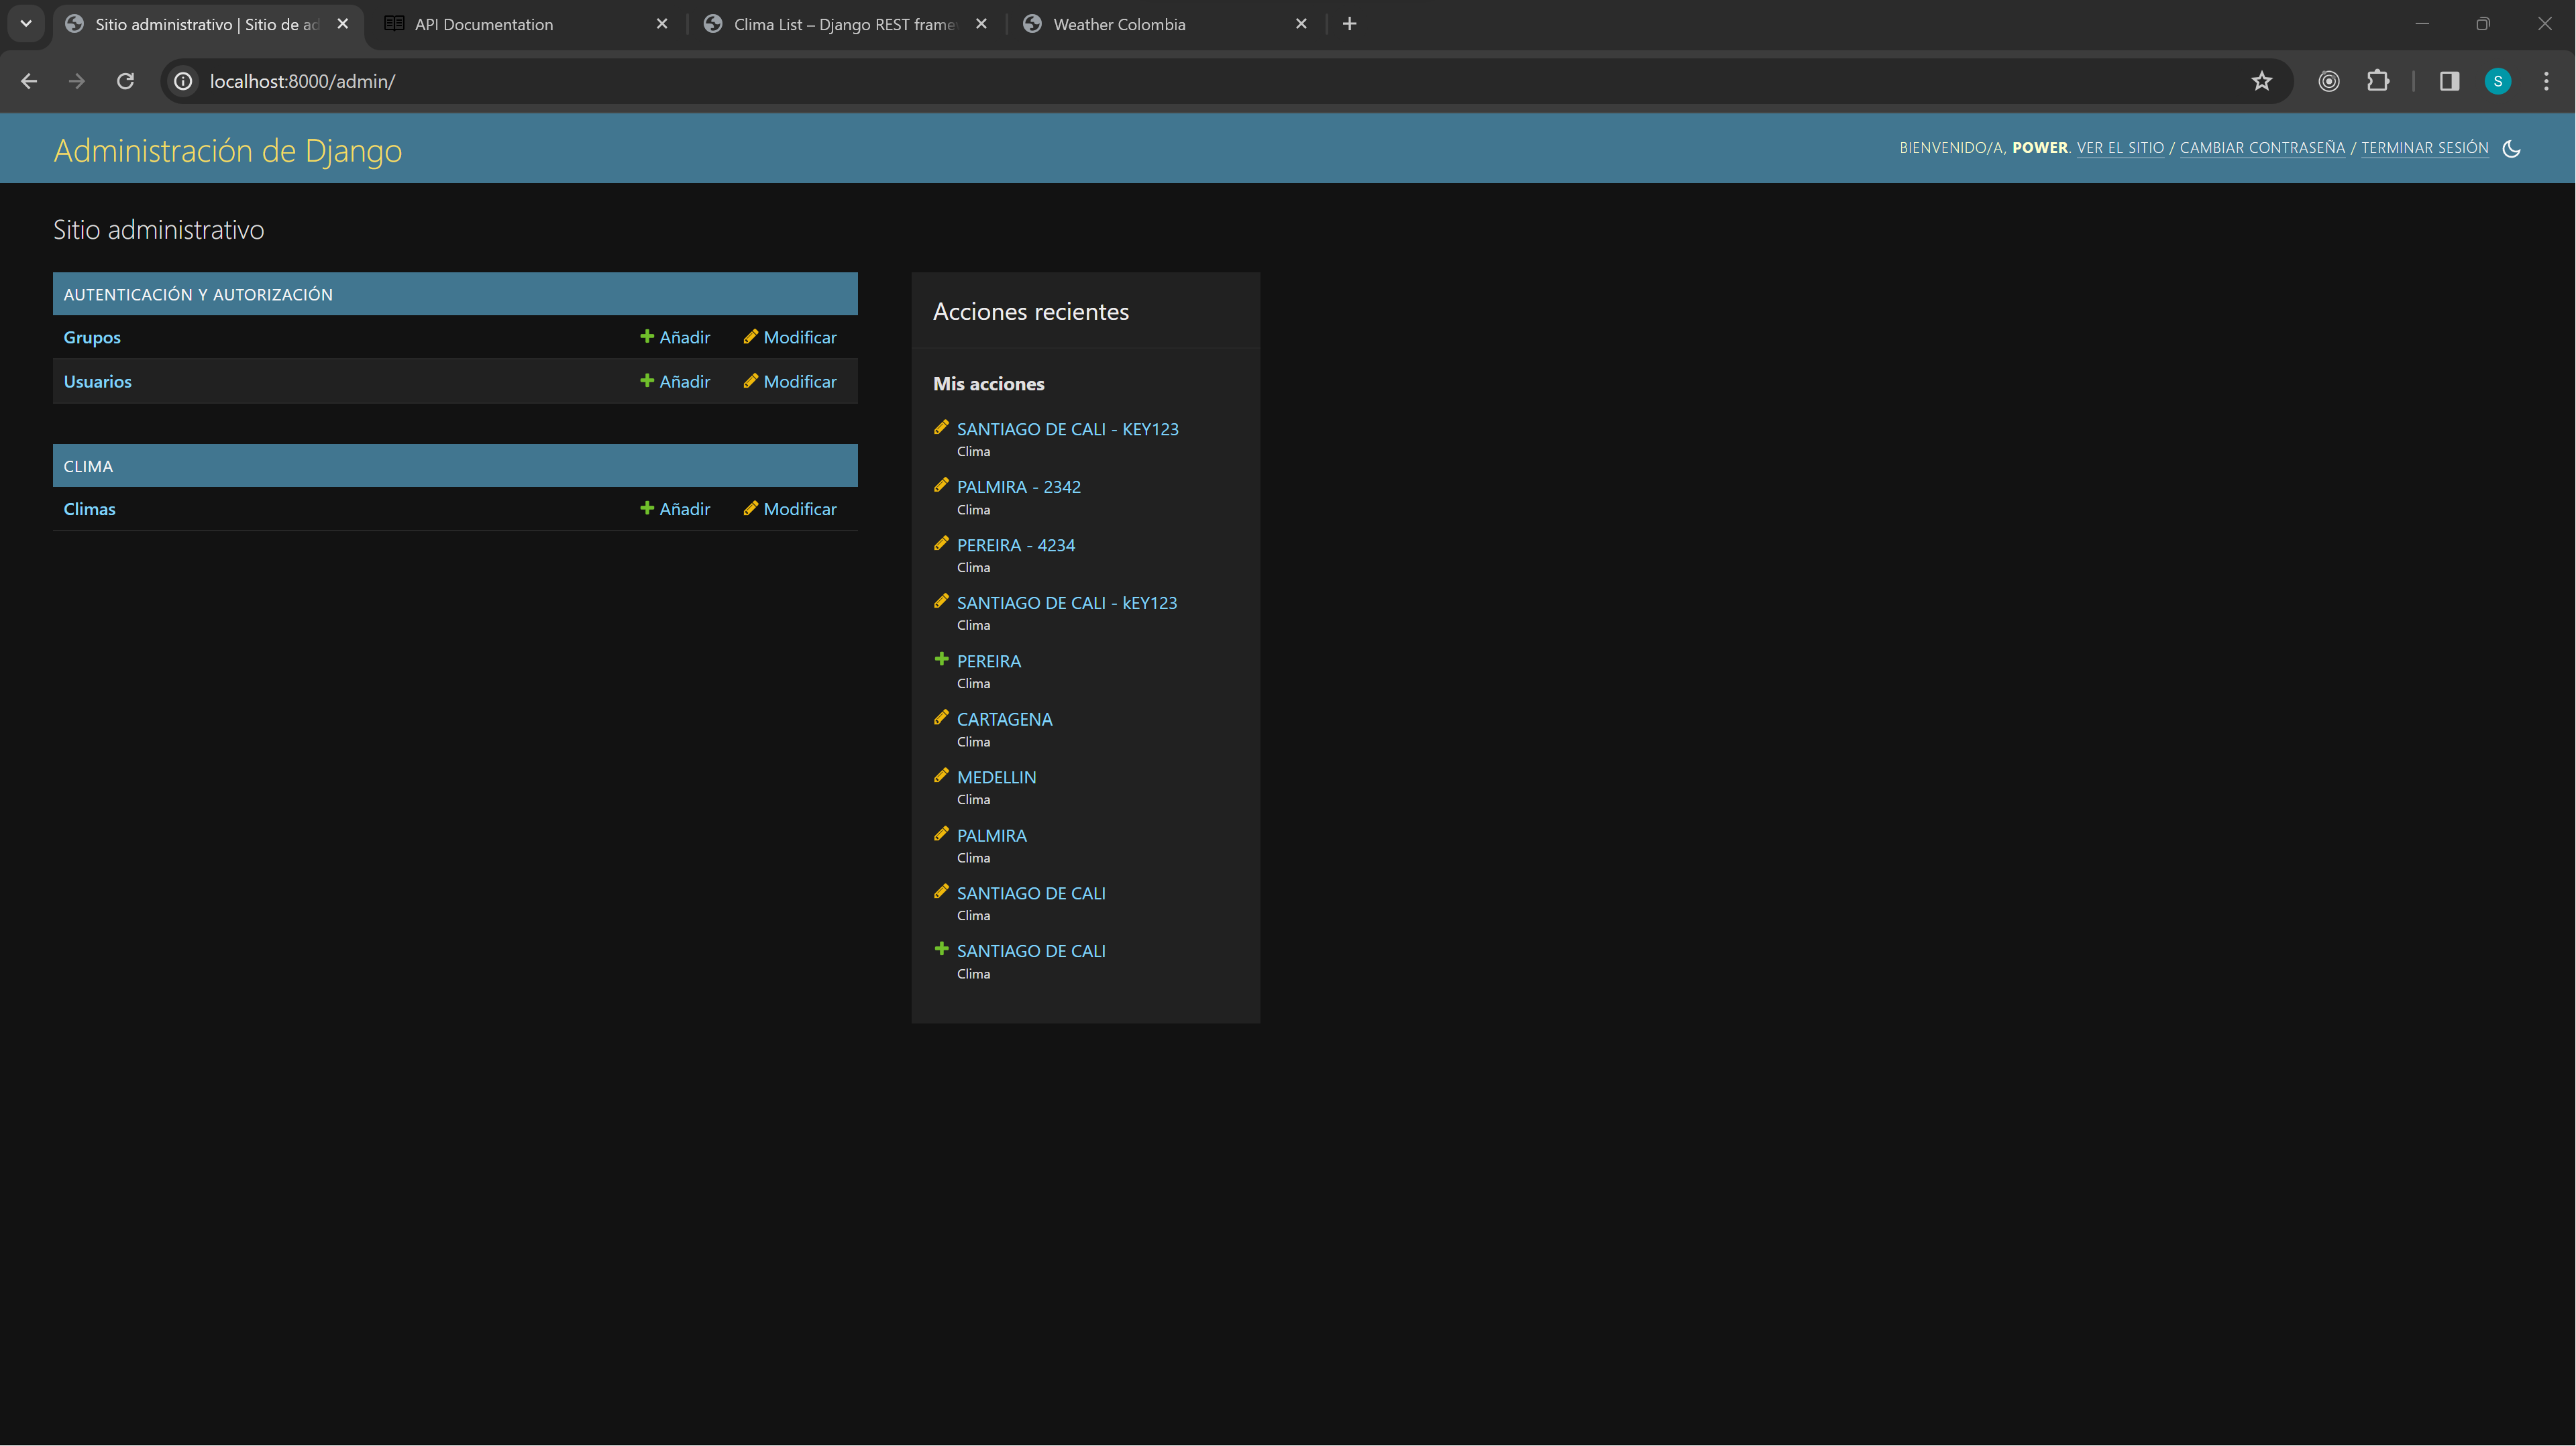 Sitio administrativo | Sitio de ad
API Documentation
Clima List – Django REST frame
Weather Colombia
localhost:8000/admin/
S
Administración de Django
BIENVENIDO/A, POWER. VER EL SITIO / CAMBIAR CONTRASEÑA / TERMINAR SESIÓN
Sitio administrativo
AUTENTICACIÓN Y AUTORIZACIÓN
Grupos Añadir Modificar
Usuarios Añadir Modificar
CLIMA
Climas Añadir Modificar
Acciones recientes
Mis acciones
SANTIAGO DE CALI - KEY123
Clima
PALMIRA - 2342
Clima
PEREIRA - 4234
Clima
SANTIAGO DE CALI - kEY123
Clima
PEREIRA
Clima
CARTAGENA
Clima
MEDELLIN
Clima
PALMIRA
Clima
SANTIAGO DE CALI
Clima
SANTIAGO DE CALI
Clima